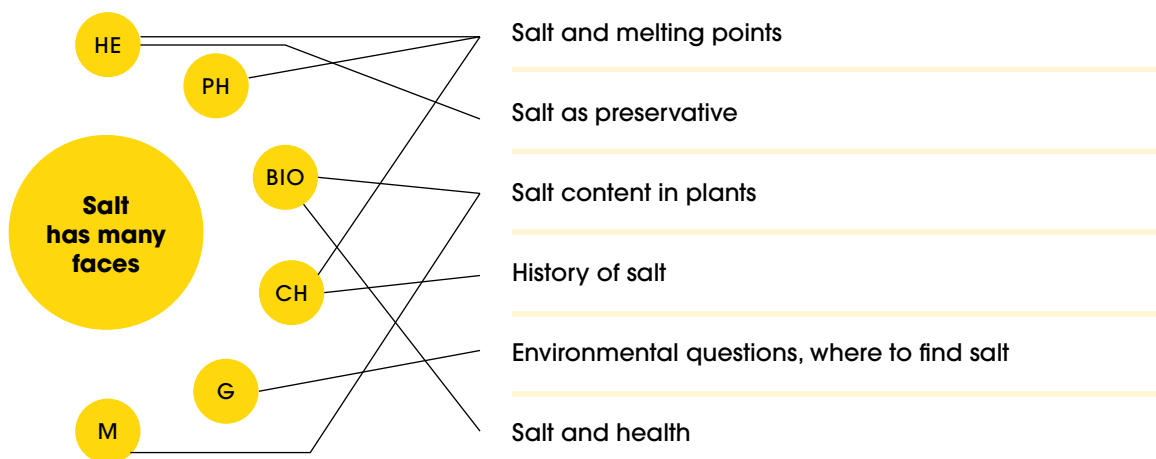 HE
PH
BIO
CH
G
M
Salt
has many
faces
Salt and melting points
Salt as preservative
Salt content in plants
History of salt
Environmental questions, where to find salt
Salt and health